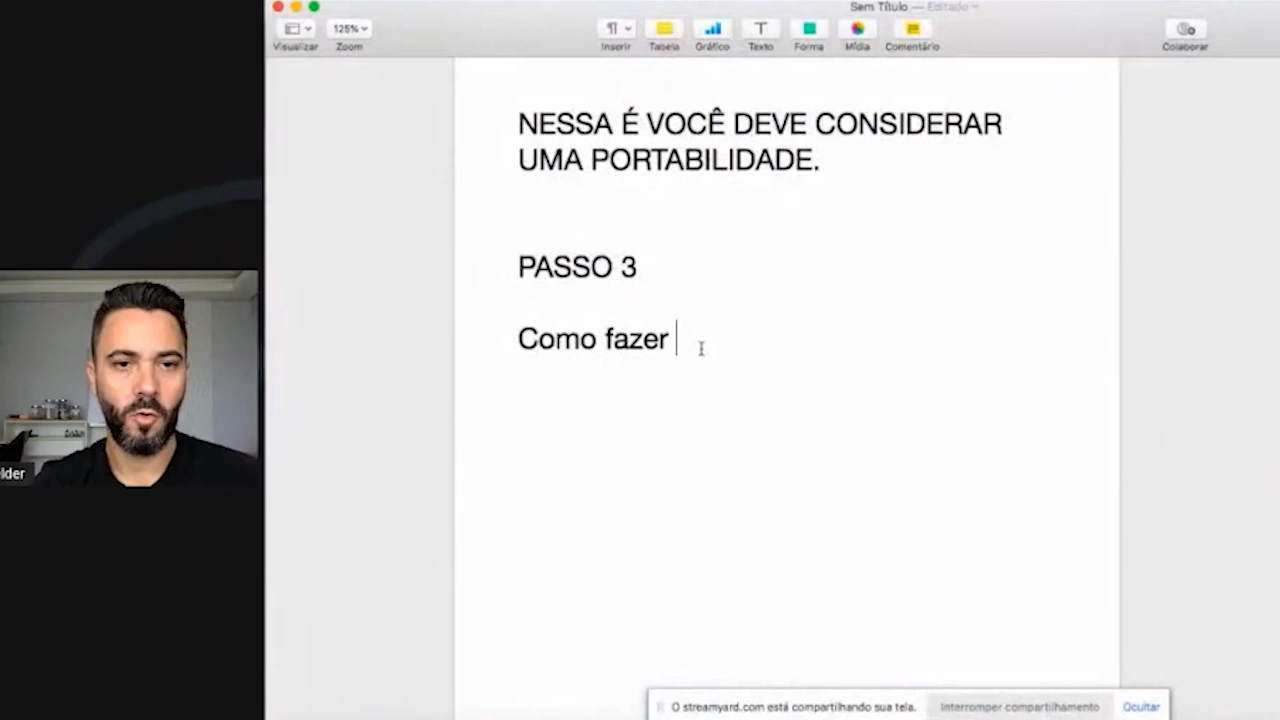 Sem Título — Editado
125%
Visualizar
Zoom
Inserir
Tabela
Gráfico
Texto
Forma
Mídia
Comentário
Colaborar
NESSA É VOCÊ DEVE CONSIDERAR
UMA PORTABILIDADE.
PASSO 3
Como fazer
lder
O streamyard.com está compartilhando sua tela.
Interromper compartilhamento
Ocultar